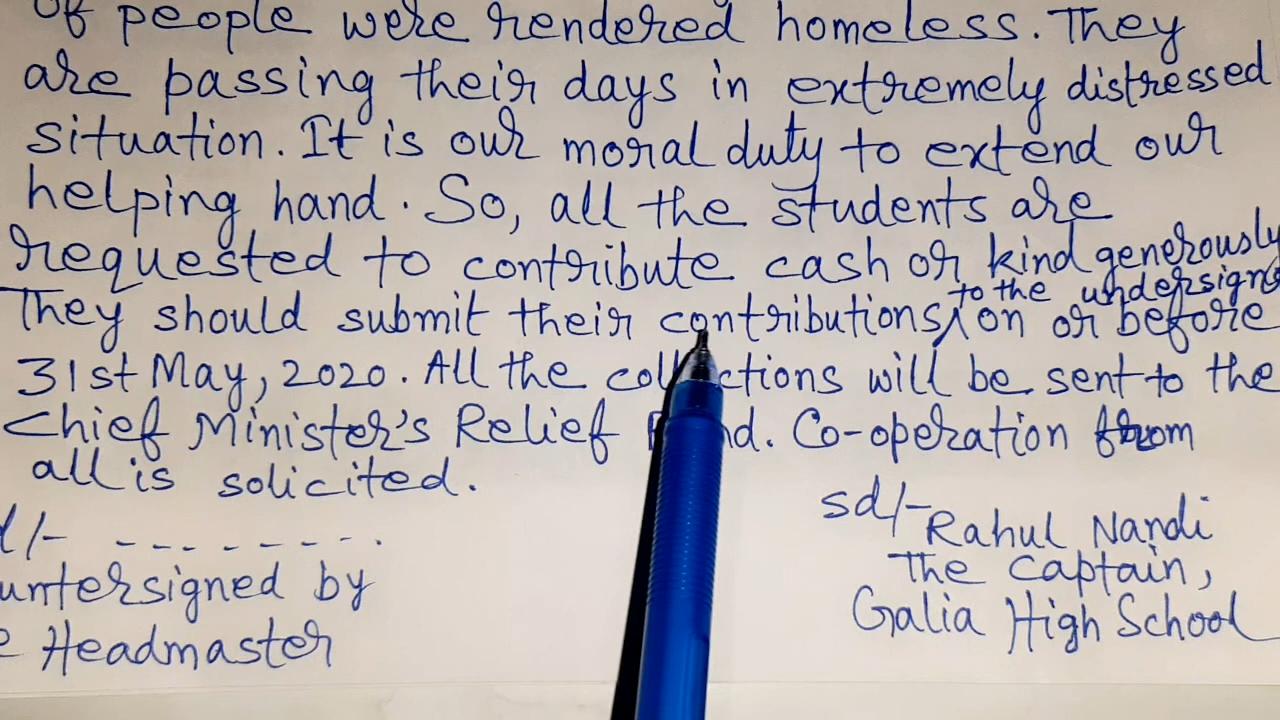 of people were rendered homeless. They
are passing their days in extremely distressed
situation. It is our moral duty to extend our
helping hand. So, all the students are
requested to contribute cash or kind generously
to the undersigne
They should submit their contributions, on or before
31st May, 2020. All the collections will be sent to the
Chief Minister's Relief Fund. Co-operation from
all is solicited.
sd/- Rahul Nandi
The Captain,
Galia High School
d/- ---------.
untersigned by
e Headmaster